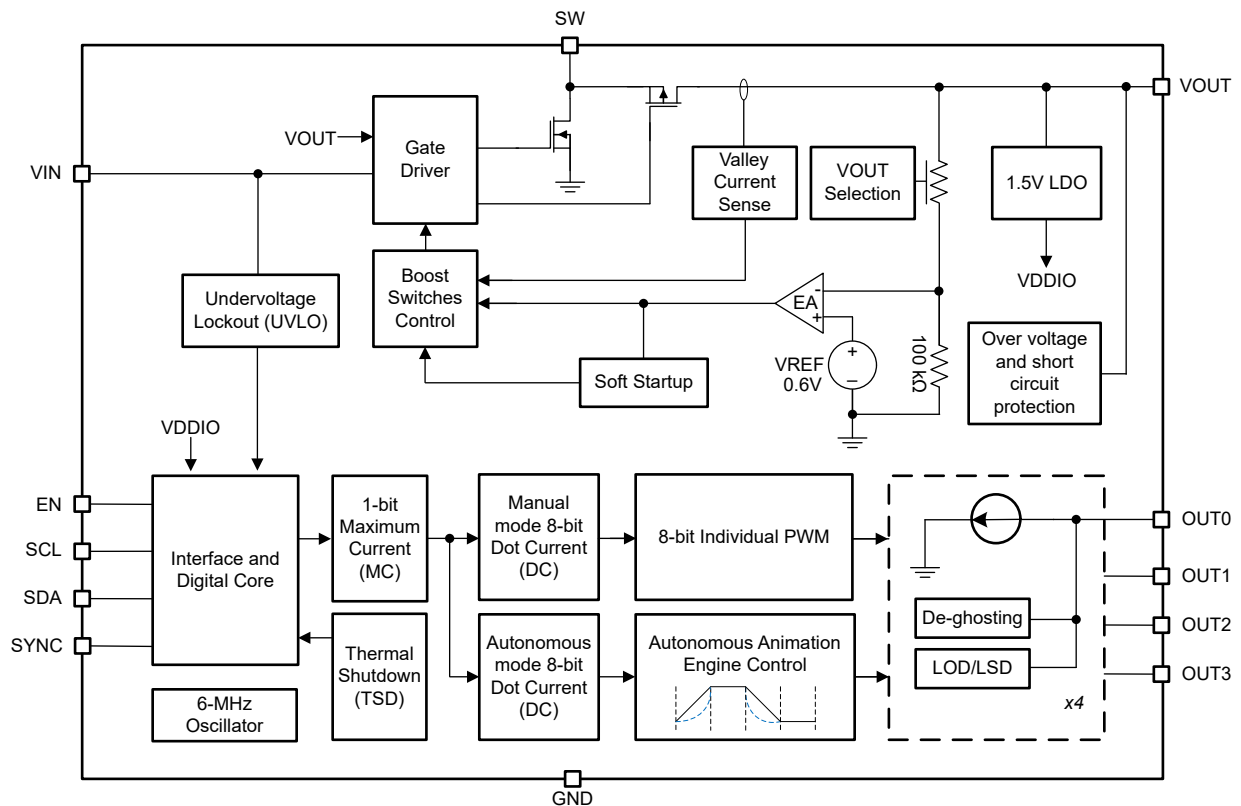 SW
VOUT
VOUT
Gate
Driver
VIN
Valley
Current
Sense
VOUT
Selection
1.5V LDO
VDDIO
Undervoltage
Lockout (UVLO)
Boost
Switches
Control
EA
-
+
Soft Startup
VREF
0.6V
+
–
100 kΩ
Over voltage
and short
circuit
protection
VDDIO
EN
SCL
SDA
SYNC
Interface and
Digital Core
1-bit
Maximum
Current
(MC)
Manual
mode 8-bit
Dot Current
(DC)
8-bit Individual PWM
OUT0
OUT1
OUT2
OUT3
De-ghosting
LOD/LSD
x4
Thermal
Shutdown
(TSD)
Autonomous
mode 8-bit
Dot Current
(DC)
Autonomous Animation
Engine Control
6-MHz
Oscillator
GND